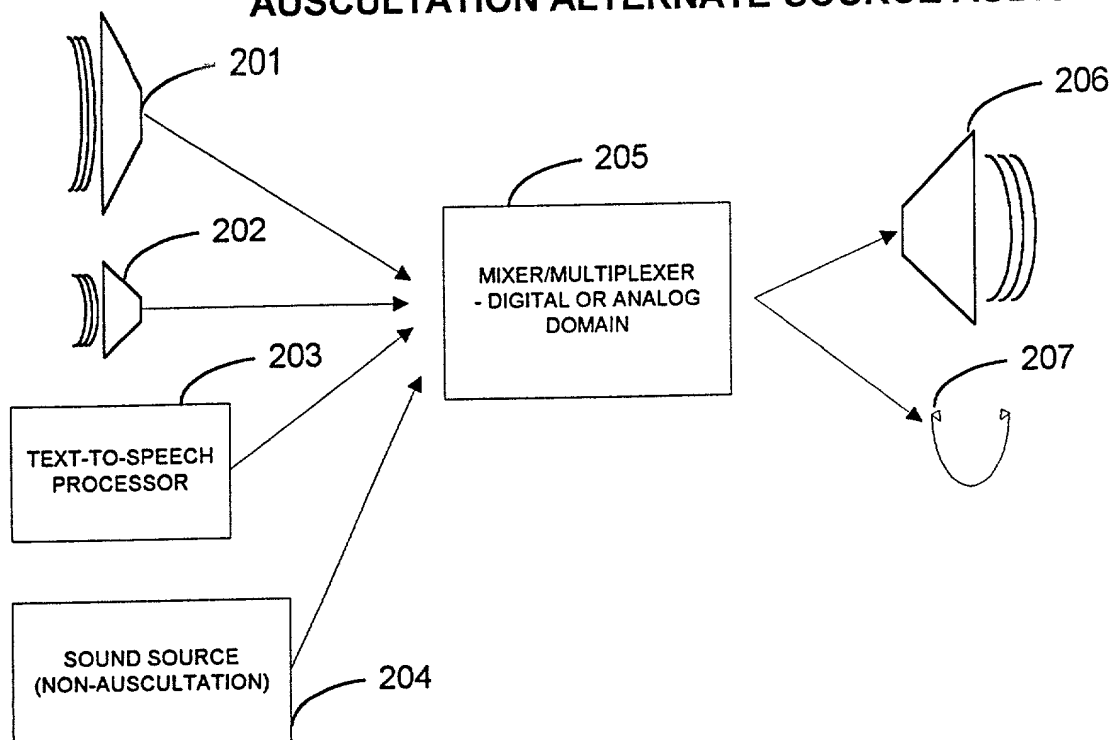 AUSCULTATION ALTERNATE SOURCE
201
206
205
202
MIXER/MULTIPLEXER
- DIGITAL OR ANALOG
DOMAIN
203
207
TEXT-TO-SPEECH
PROCESSOR
SOUND SOURCE
(NON-AUSCULTATION)
204